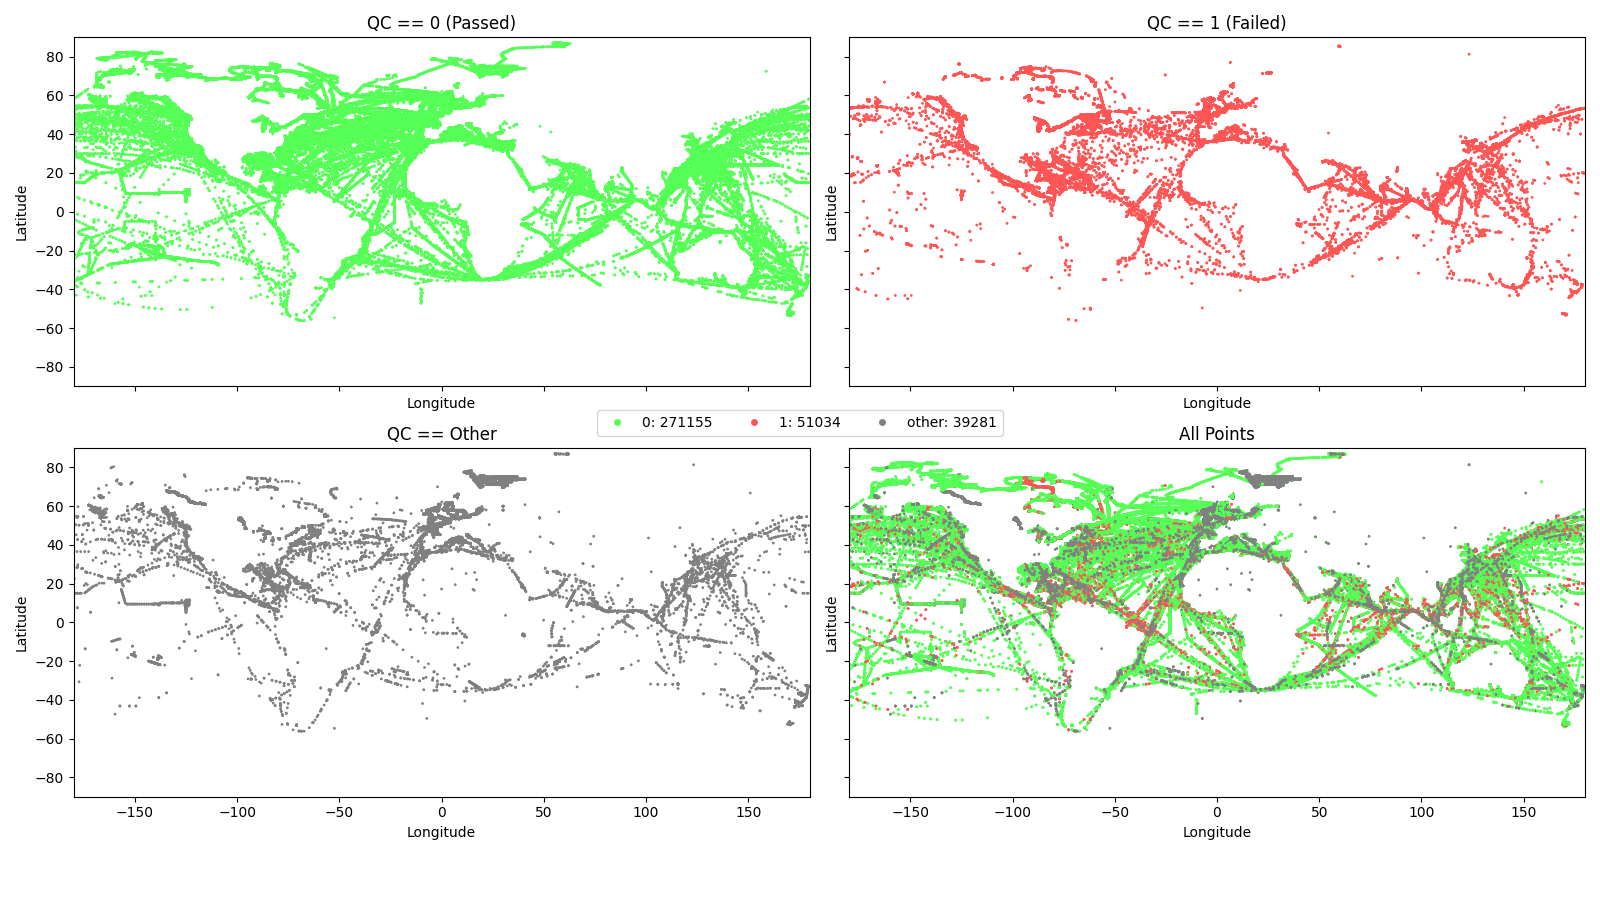 QC == 0 (Passed)
QC == 1 (Failed)
80
60
40
20
0
−20
−40
−60
−80
Latitude
Latitude
Longitude
Longitude
0: 271155 1: 51034 other: 39281
QC == Other
All Points
80
60
40
20
0
−20
−40
−60
−80
Latitude
Latitude
−150 −100 −50 0 50 100 150
−150 −100 −50 0 50 100 150
Longitude
Longitude